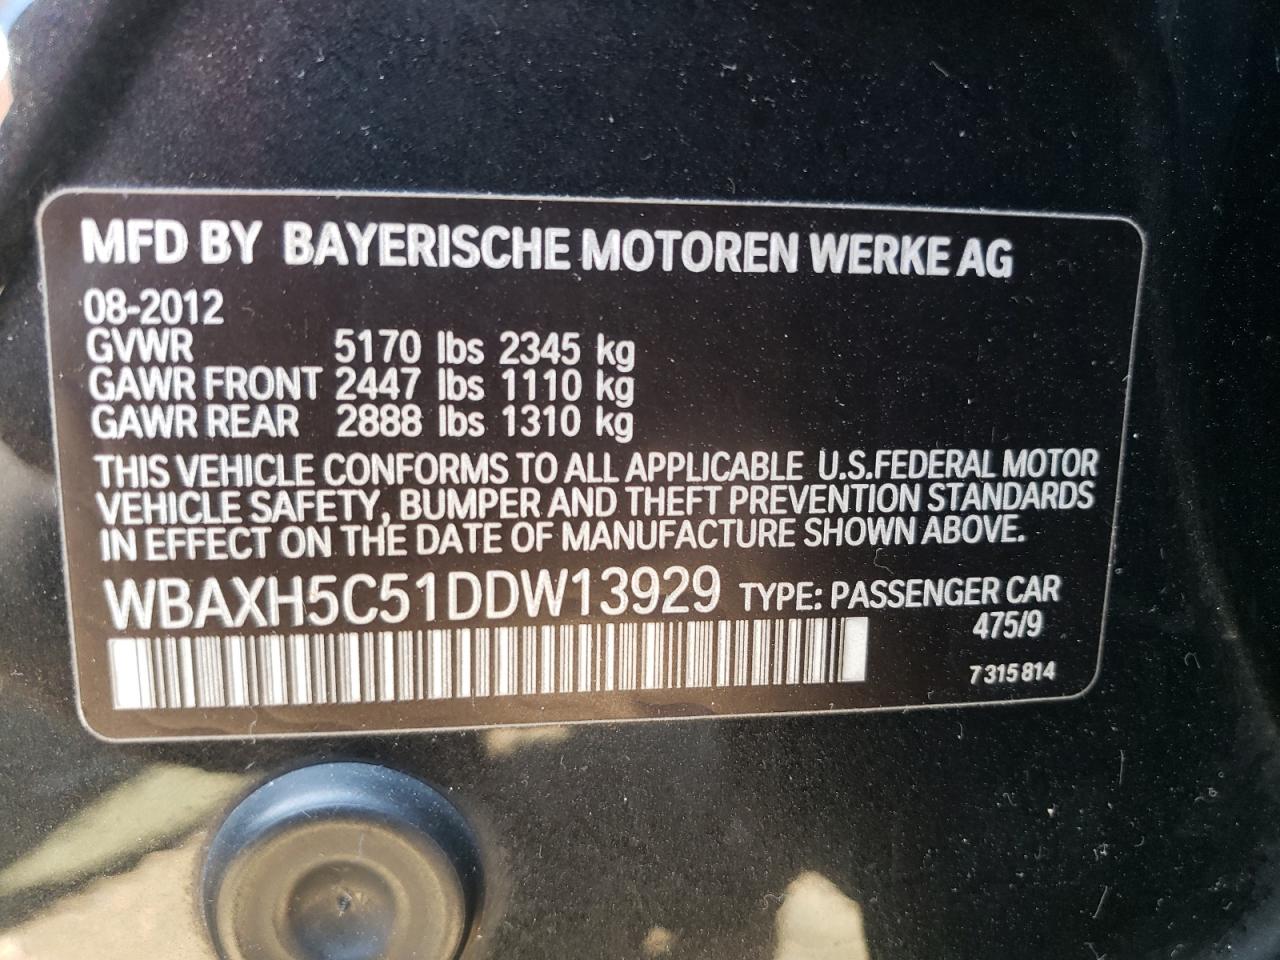 MFD BY BAYERISCHE MOTOREN WERKE AG
08-2012
GVWR 5170 lbs 2345 kg
GAWR FRONT 2447 lbs 1110 kg
GAWR REAR 2888 lbs 1310 kg
THIS VEHICLE CONFORMS TO ALL APPLICABLE U.S.FEDERAL MOTOR
VEHICLE SAFETY, BUMPER AND THEFT PREVENTION STANDARDS
IN EFFECT ON THE DATE OF MANUFACTURE SHOWN ABOVE.
WBAXH5C51DDW13929 TYPE: PASSENGER CAR
475/9
7 315 814